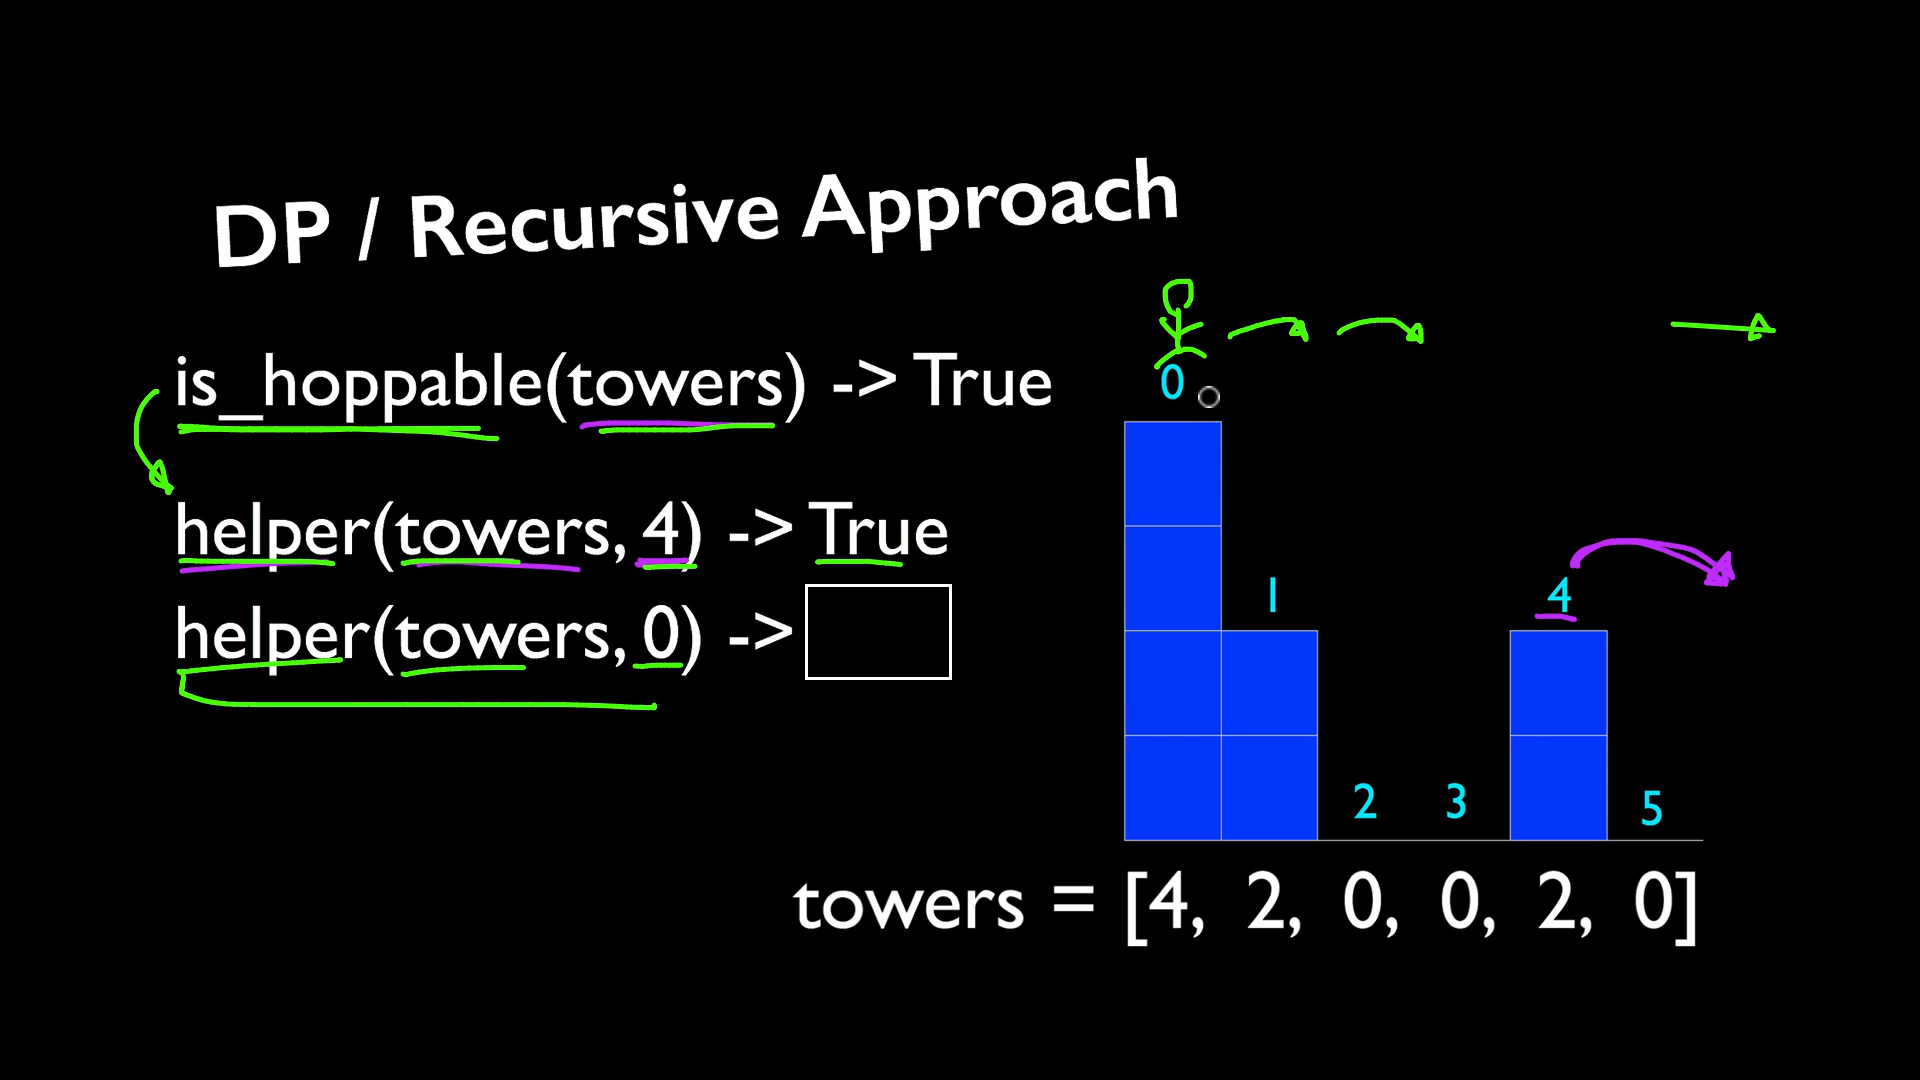 DP / Recursive Approach
is_hoppable(towers) -> True
helper(towers, 4) -> True
helper(towers, 0) ->
0
1
4
2 3 5
towers = [4, 2, 0, 0, 2, 0]